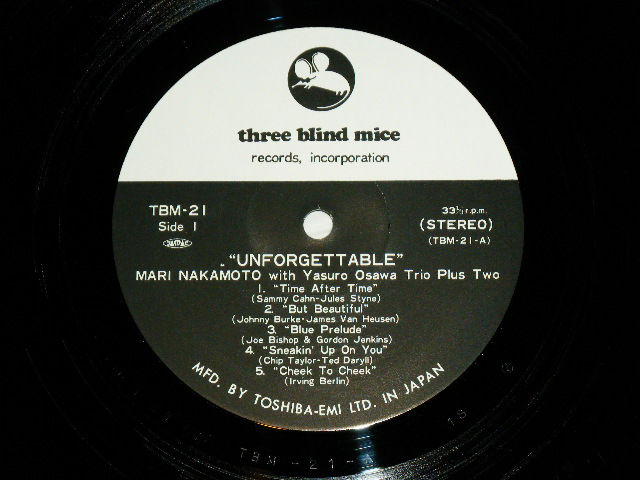 three blind mice
records, incorporation
TBM-21
Side 1
33⅓ r.p.m.
(STEREO)
(TBM-21-A)
"UNFORGETTABLE"
MARI NAKAMOTO with Yasuro Osawa Trio Plus Two
1. "Time After Time"
(Sammy Cahn-Jules Styne)
2. "But Beautiful"
(Johnny Burke-James Van Heusen)
3. "Blue Prelude"
(Joe Bishop & Gordon Jenkins)
4. "Sneakin' Up On You"
(Chip Taylor-Ted Daryll)
5. "Cheek To Cheek"
(Irving Berlin)
MFD. BY TOSHIBA-EMI LTD. IN JAPAN
TBM-21-A 1S